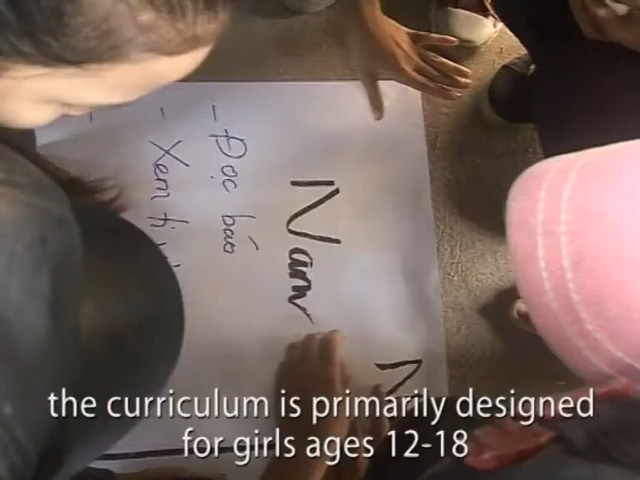 Nam
- Đọc báo
- Xem
the curriculum is primarily designed
for girls ages 12-18